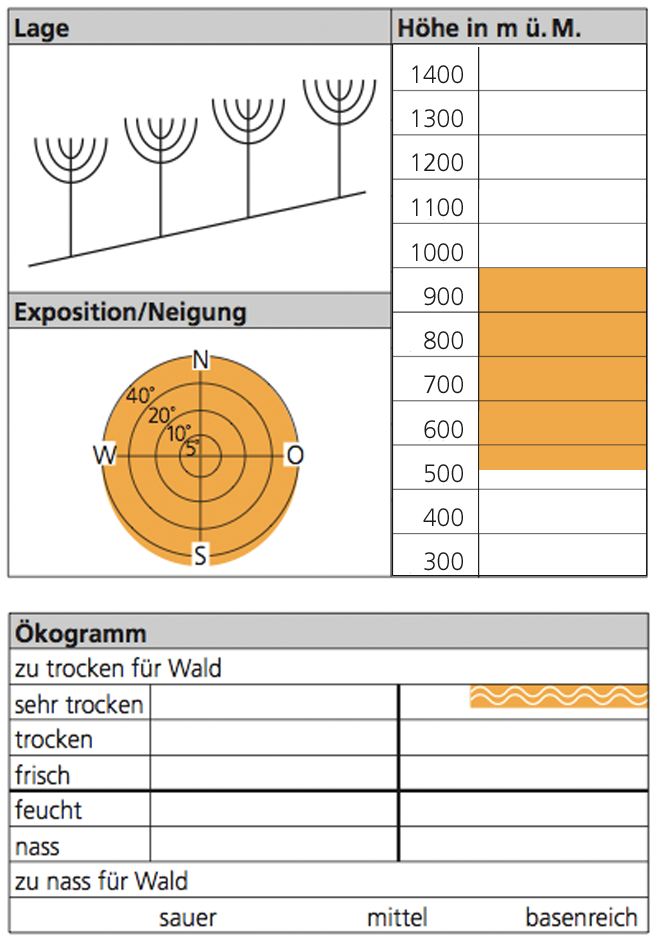 Lage
Höhe in m ü. M.
1400
1300
1200
1100
1000
900
800
700
600
500
400
300
Exposition/Neigung
N
40°
20°
10°
5°
W
O
S
Ökogramm
zu trocken für Wald
sehr trocken
trocken
frisch
feucht
nass
zu nass für Wald
sauer mittel basenreich